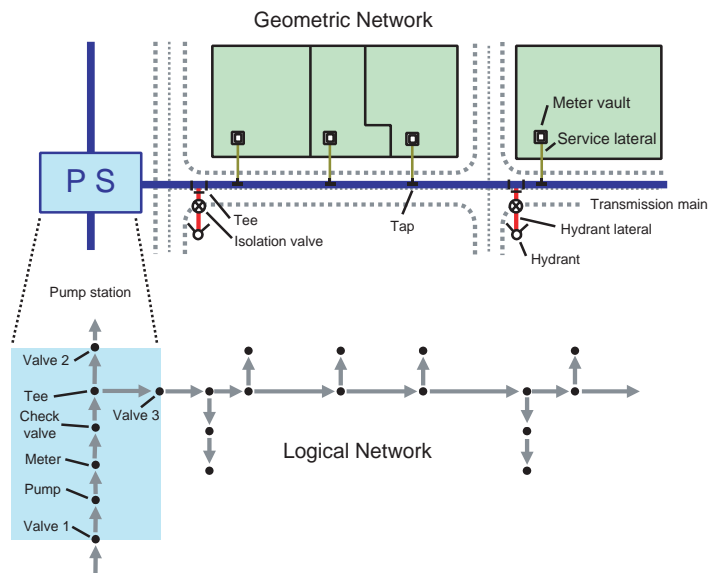 Geometric Network
Meter vault
Service lateral
P S
Tee
Tap
Transmission main
Isolation valve
Hydrant lateral
Hydrant
Pump station
Valve 2
Tee
Valve 3
Check
valve
Logical Network
Meter
Pump
Valve 1